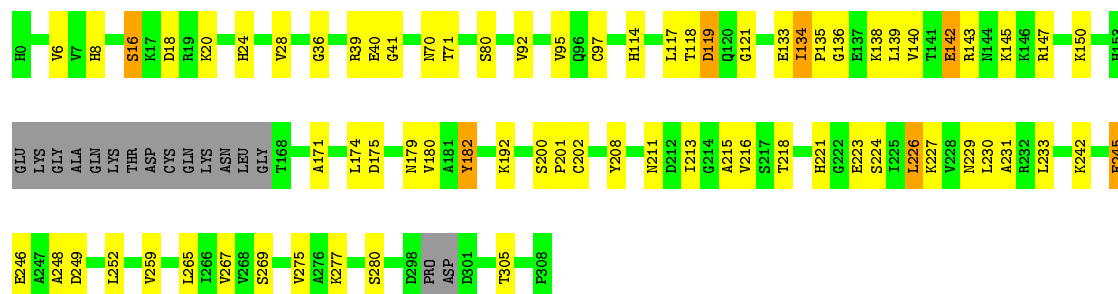 H0 V6 V7 H8 S16 K17 D18 R19 K20 H24 V28 G36 R39 E40 G41 N70 T71 S80 V92 V95 Q96 C97 H114 L117 T118 D119 Q120 G121 E133 I134 P135 G136 E137 K138 L139 V140 T141 E142 R143 N144 K145 K146 R147 K150 H153
GLU LYS GLY ALA GLN LYS THR ASP CYS GLN LYS ASN LEU GLY T168 A171 L174 D175 N179 V180 A181 Y182 K192 S200 P201 C202 Y208 N211 D212 I213 G214 A215 V216 S217 T218 H221 G222 E223 S224 I225 L226 K227 V228 N229 L230 A231 R232 L233 K242 E245
E246 A247 A248 D249 L252 V259 L265 I266 V267 V268 S269 V275 A276 K277 S280 D298 PRO ASP D301 T305 P308